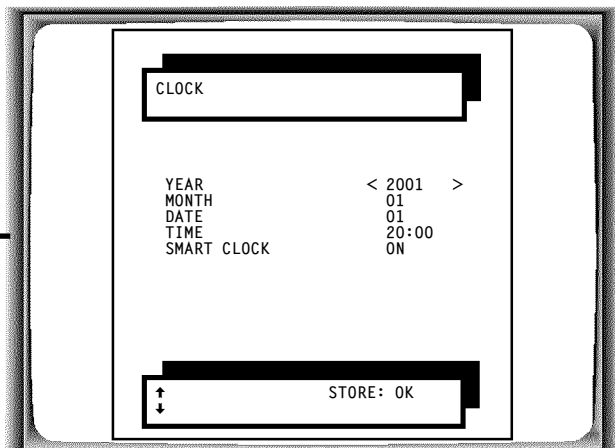 CLOCK
YEAR < 2001 >
MONTH 01
DATE 01
TIME 20:00
SMART CLOCK ON
↑ STORE: OK
↓